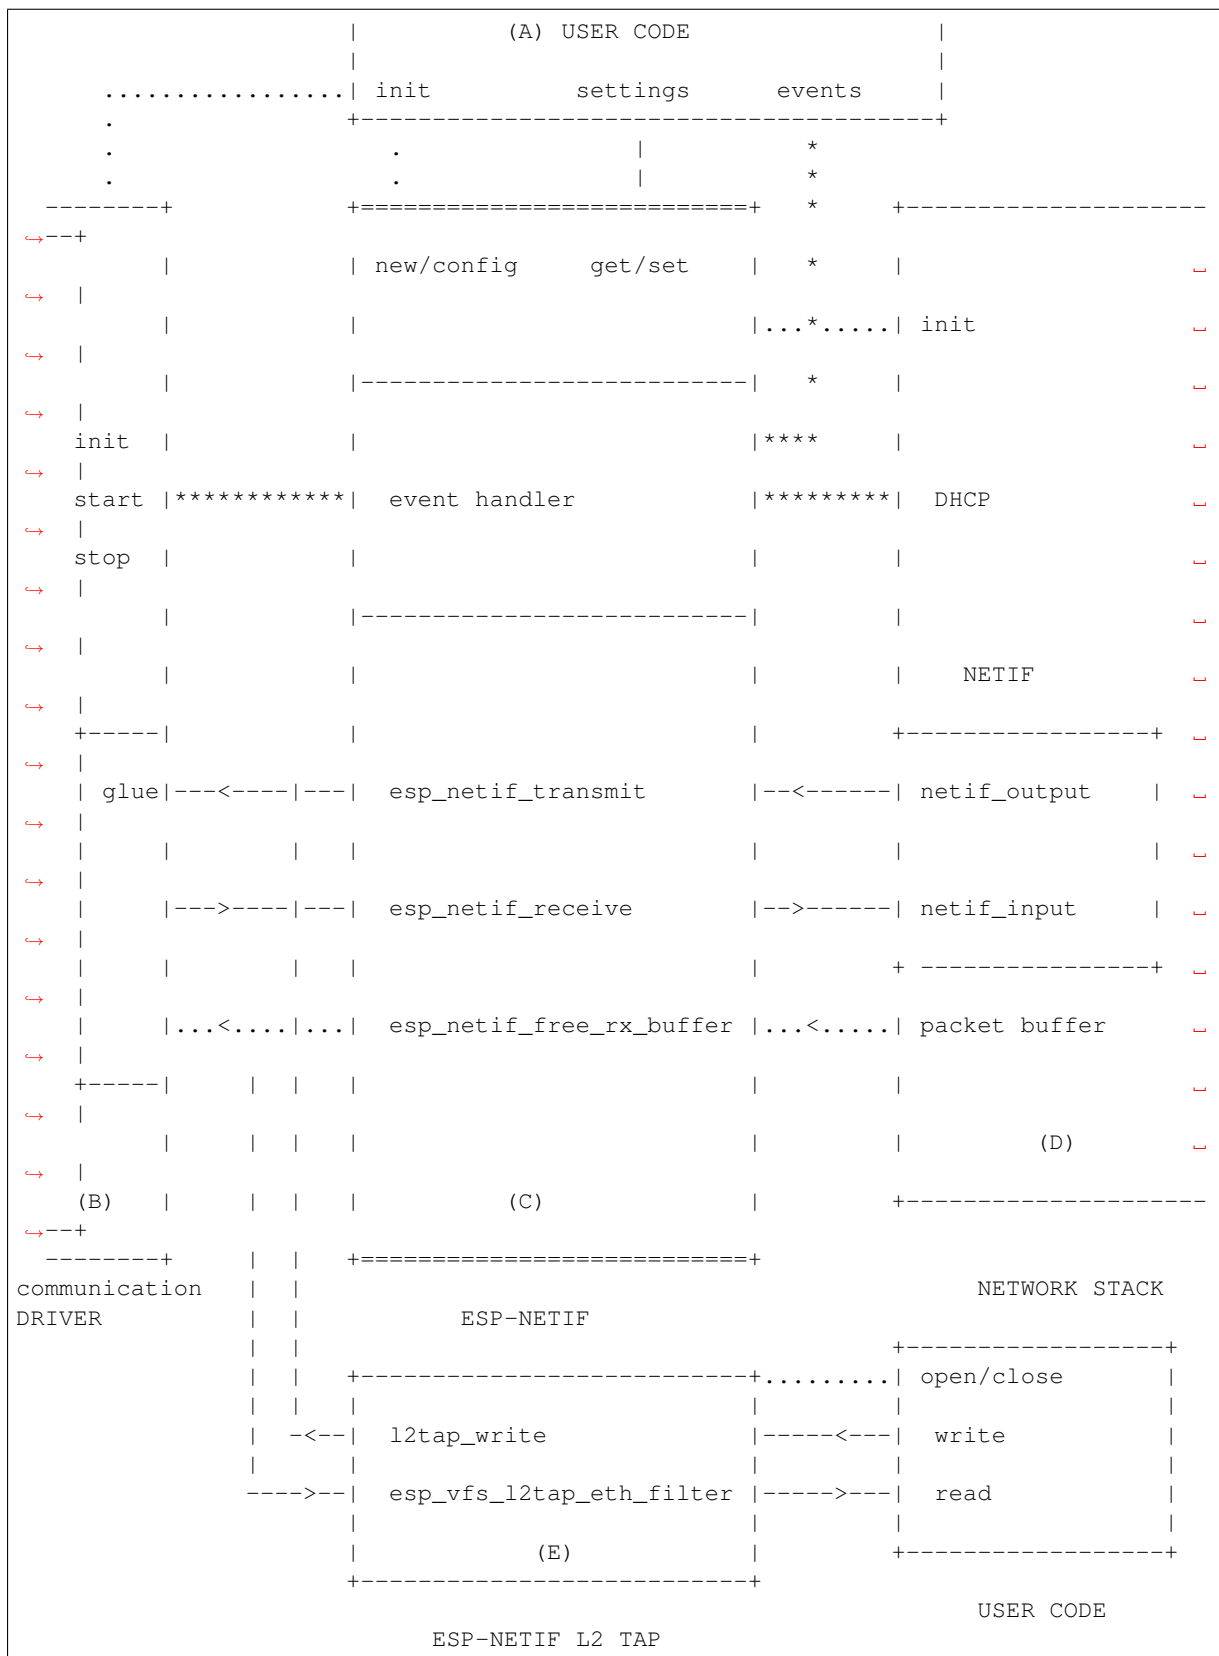 |          (A) USER CODE                 |
                       |                                        |
      .................| init          settings      events     |
      .                +----------------------------------------+
      .                   .                |           *
      .                   .                |           *
  --------+            +===========================+   *     +---------------------
↪--+
          |            | new/config     get/set    |   *     |                    ␣
↪  |
          |            |                           |...*.....| init               ␣
↪  |
          |            |---------------------------|   *     |                    ␣
↪  |
    init  |            |                           |****     |                    ␣
↪  |
    start |************|  event handler            |*********|  DHCP              ␣
↪  |
    stop  |            |                           |         |                    ␣
↪  |
          |            |---------------------------|         |                    ␣
↪  |
          |            |                           |         |    NETIF           ␣
↪  |
    +-----|            |                           |         +-----------------+  ␣
↪  |
    | glue|---<----|---|  esp_netif_transmit       |--<------| netif_output    |  ␣
↪  |
    |     |        |   |                           |         |                 |  ␣
↪  |
    |     |--->----|---|  esp_netif_receive        |-->------| netif_input     |  ␣
↪  |
    |     |        |   |                           |         + ----------------+  ␣
↪  |
    |     |...<....|...|  esp_netif_free_rx_buffer |...<.....| packet buffer      ␣
↪  |
    +-----|     |  |   |                           |         |                    ␣
↪  |
          |     |  |   |                           |         |         (D)        ␣
↪  |
    (B)   |     |  |   |          (C)              |         +---------------------
↪--+
  --------+     |  |   +===========================+
communication   |  |                                               NETWORK STACK
DRIVER          |  |           ESP-NETIF
                |  |                                         +------------------+
                |  |   +---------------------------+.........| open/close       |
                |  |   |                           |         |                  |
                |  -<--|  l2tap_write              |-----<---|  write           |
                |      |                           |         |                  |
                ---->--|  esp_vfs_l2tap_eth_filter |----->---|  read            |
                       |                           |         |                  |
                       |            (E)            |         +------------------+
                       +---------------------------+
                                                                  USER CODE
                             ESP-NETIF L2 TAP